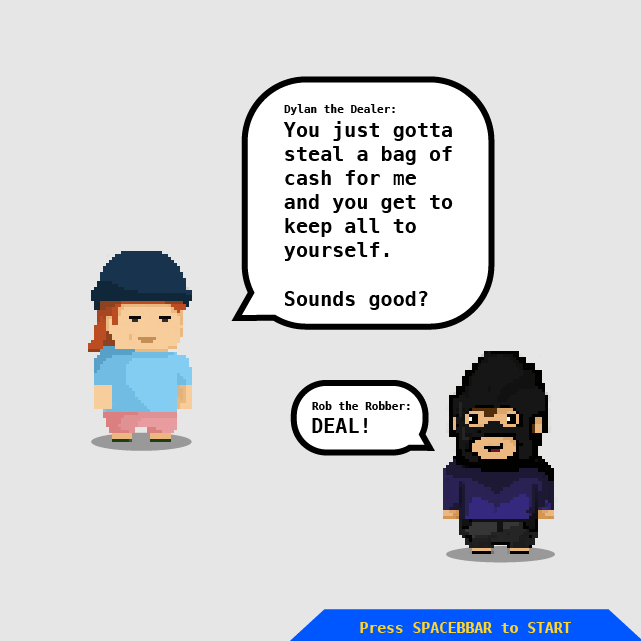 Dylan the Dealer:
You just gotta
steal a bag of
cash for me
and you get to
keep all to
yourself.
Sounds good?
Rob the Robber:
DEAL!
Press SPACEBBAR to START